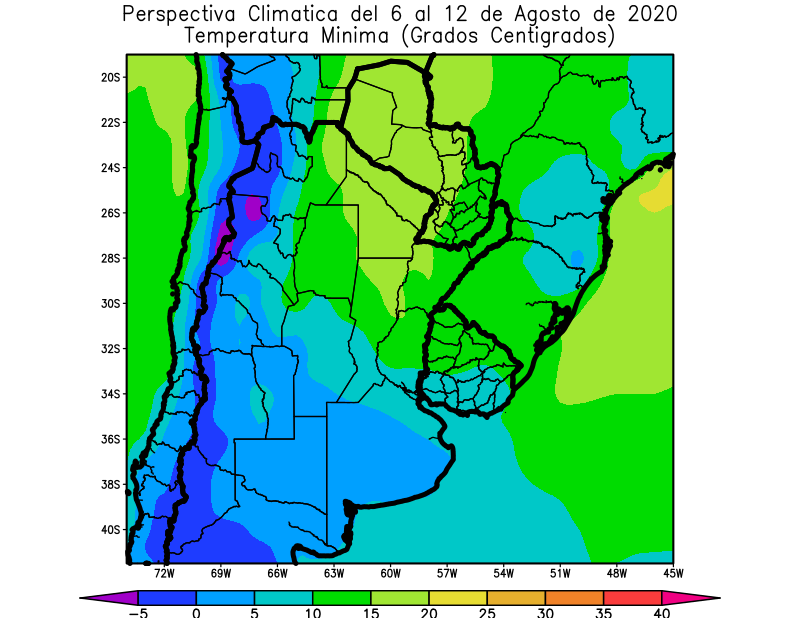 Perspectiva Climatica del 6 al 12 de Agosto de 2020
Temperatura Minima (Grados Centigrados)
20S
22S
24S
26S
28S
30S
32S
34S
36S
38S
40S
72W 69W 66W 63W 60W 57W 54W 51W 48W 45W
-5 0 5 10 15 20 25 30 35 40